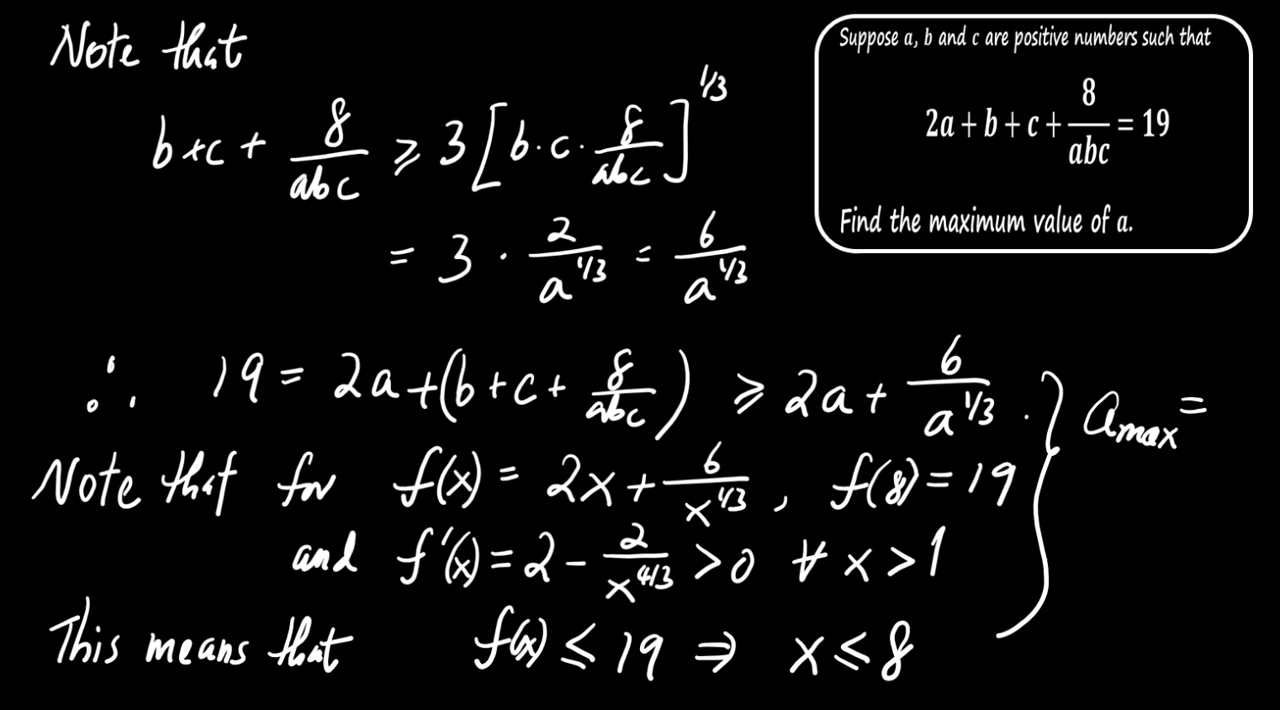 Note that
b + c + 8/abc ⩾ 3 [b · c · 8/abc]^1/3
= 3 · 2/a^1/3 = 6/a^1/3
∴ 19 = 2a + (b + c + 8/abc) ⩾ 2a + 6/a^1/3 . } a_max =
Note that for f(x) = 2x + 6/x^1/3 , f(8) = 19
and f'(x) = 2 - 2/x^4/3 > 0 ∀ x > 1
This means that f(x) ≤ 19 ⇒ x ≤ 8
Suppose a, b and c are positive numbers such that
2a + b + c + 8/abc = 19
Find the maximum value of a.